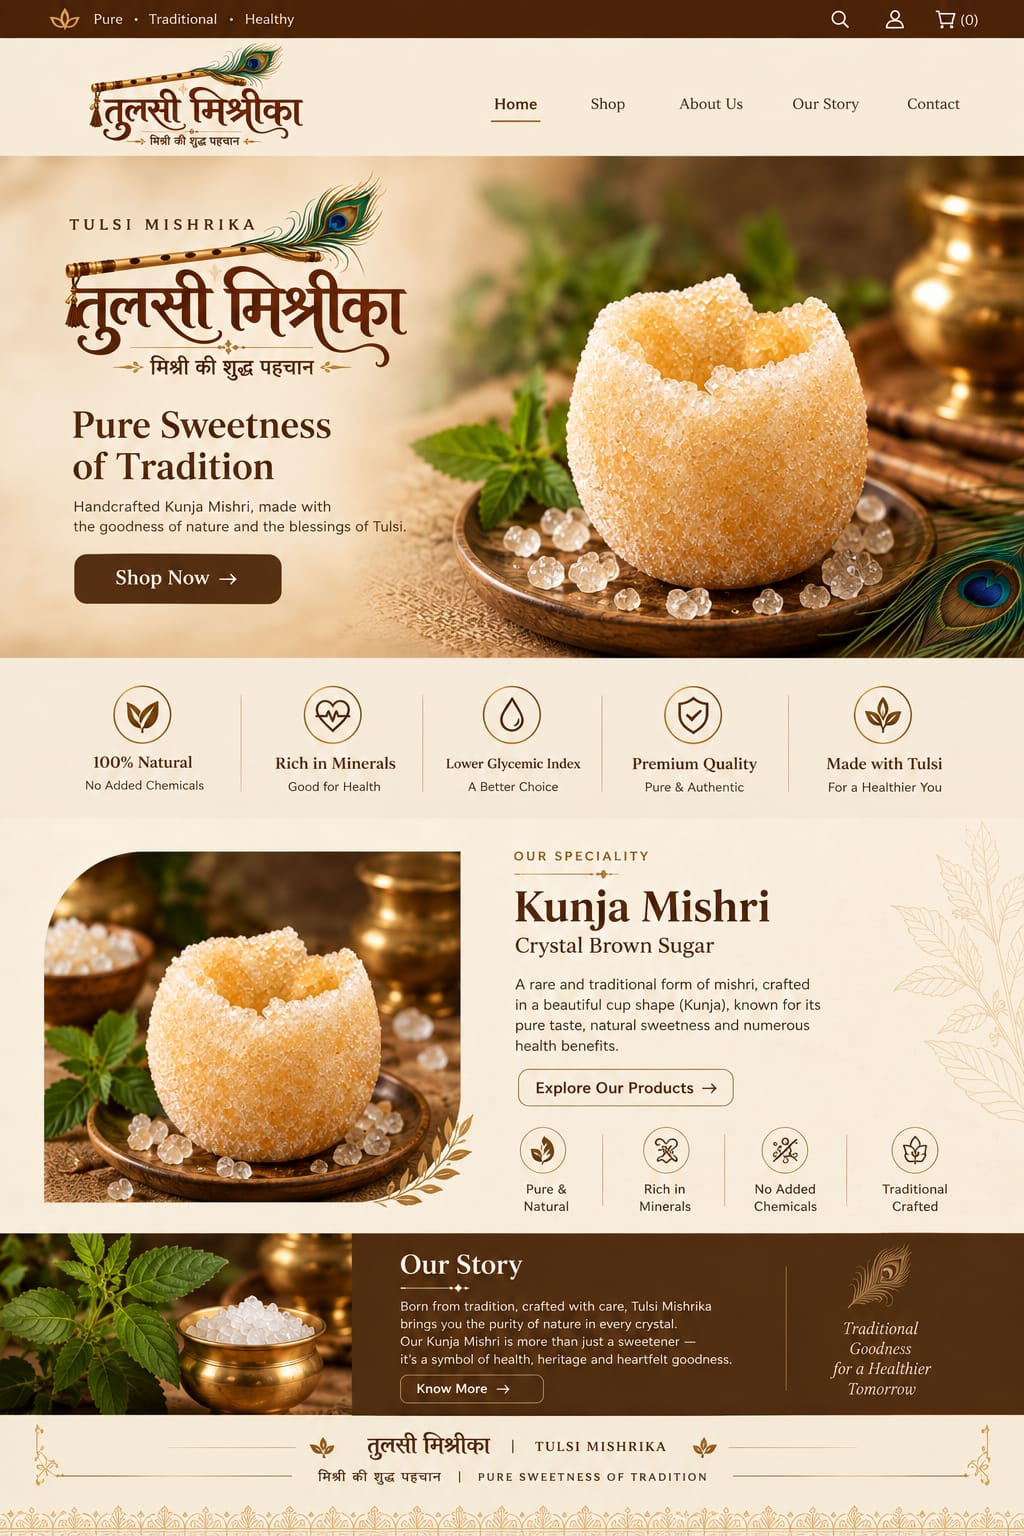 Pure • Traditional • Healthy
(0)
तुलसी मिश्रीका
मिश्री की शुद्ध पहचान
Home Shop About Us Our Story Contact
TULSI MISHRIKA
तुलसी मिश्रीका
मिश्री की शुद्ध पहचान
Pure Sweetness
of Tradition
Handcrafted Kunja Mishri, made with
the goodness of nature and the blessings of Tulsi.
Shop Now →
100% Natural
No Added Chemicals
Rich in Minerals
Good for Health
Lower Glycemic Index
A Better Choice
Premium Quality
Pure & Authentic
Made with Tulsi
For a Healthier You
OUR SPECIALITY
Kunja Mishri
Crystal Brown Sugar
A rare and traditional form of mishri, crafted
in a beautiful cup shape (Kunja), known for its
pure taste, natural sweetness and numerous
health benefits.
Explore Our Products →
Pure &
Natural
Rich in
Minerals
No Added
Chemicals
Traditional
Crafted
Our Story
Born from tradition, crafted with care, Tulsi Mishrika
brings you the purity of nature in every crystal.
Our Kunja Mishri is more than just a sweetener —
it's a symbol of health, heritage and heartfelt goodness.
Know More →
Traditional
Goodness
for a Healthier
Tomorrow
तुलसी मिश्रीका | TULSI MISHRIKA
मिश्री की शुद्ध पहचान | PURE SWEETNESS OF TRADITION